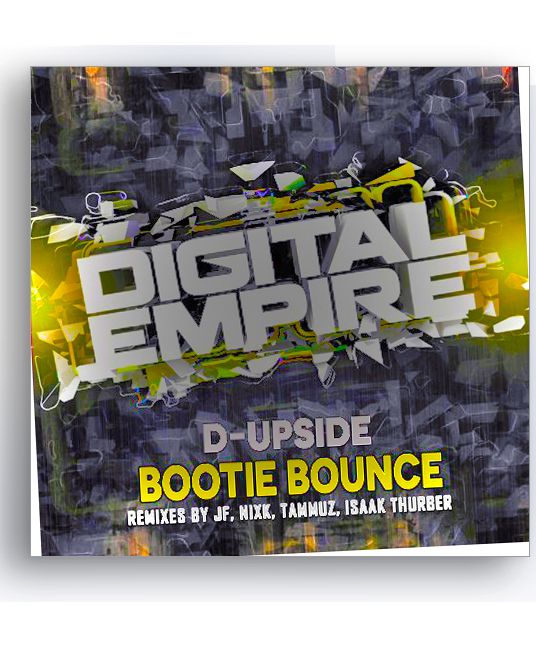 DIGITAL
EMPIRE
D-UPSIDE
BOOTIE BOUNCE
REMIXES BY JF, NIXK, TAMMUZ, ISAAK THURBER